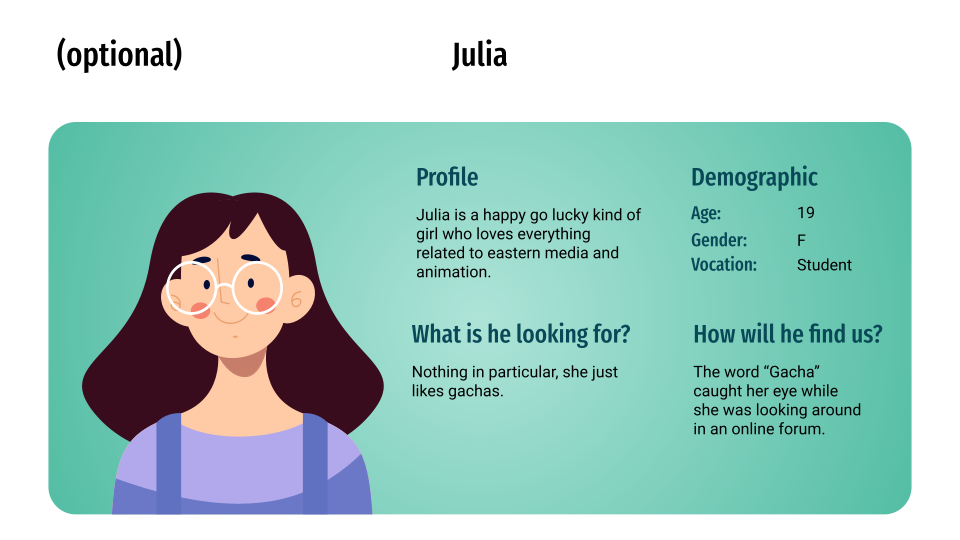 (optional)
Julia
Profile
Julia is a happy go lucky kind of
girl who loves everything
related to eastern media and
animation.
Demographic
Age: 19
Gender: F
Vocation: Student
What is he looking for?
Nothing in particular, she just
likes gachas.
How will he find us?
The word “Gacha”
caught her eye while
she was looking around
in an online forum.